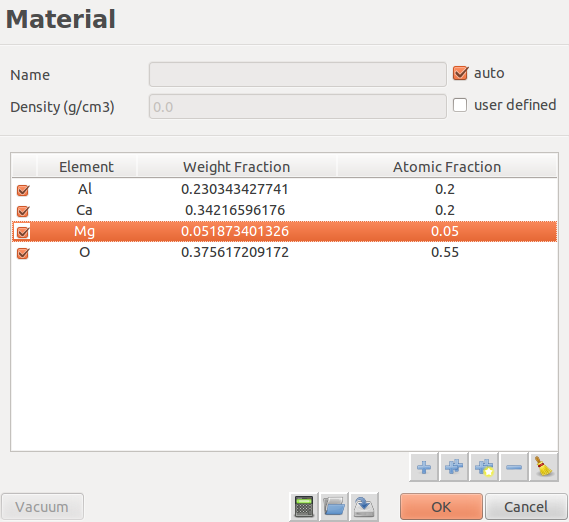 Material
Name auto
Density (g/cm3) 0.0 user defined
Element Weight Fraction Atomic Fraction
Al 0.230343427741 0.2
Ca 0.34216596176 0.2
Mg 0.051873401326 0.05
O 0.375617209172 0.55
Vacuum OK Cancel